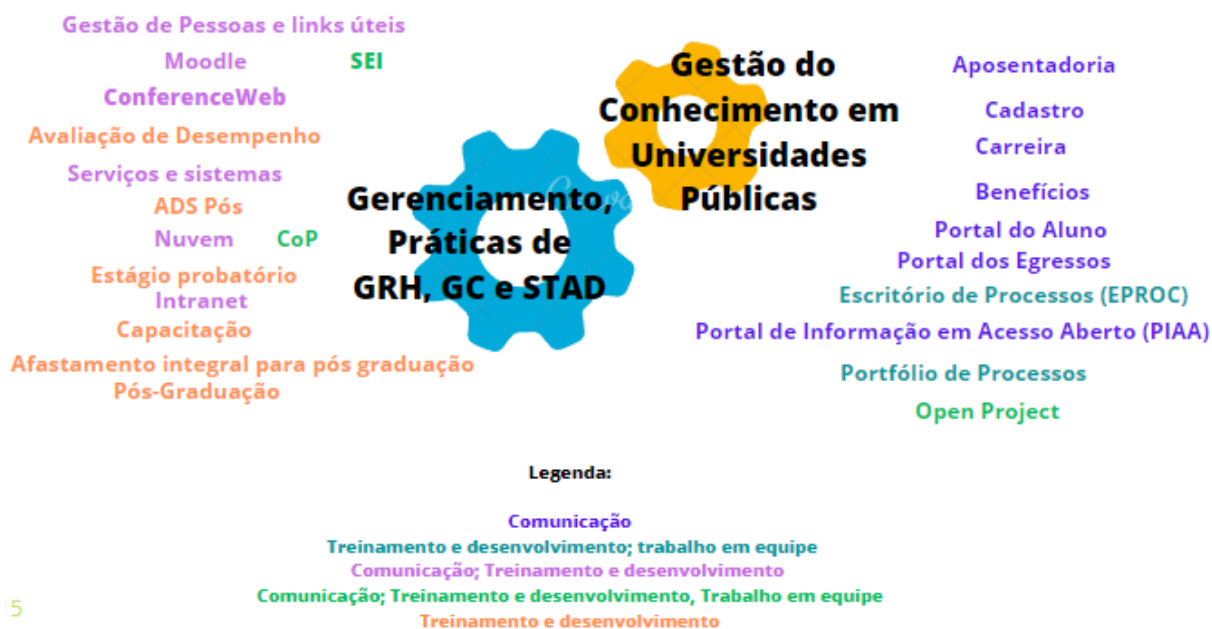 Gestão de Pessoas e links úteis
Moodle
SEI
ConferenceWeb
Avaliação de Desempenho
Serviços e sistemas
ADS Pós
Nuvem
CoP
Estágio probatório
Intranet
Capacitação
Afastamento integral para pós graduação
Pós-Graduação
Gerenciamento,
Práticas de
GRH, GC e STAD
Gestão do
Conhecimento em
Universidades
Públicas
Aposentadoria
Cadastro
Carreira
Benefícios
Portal do Aluno
Portal dos Egressos
Escritório de Processos (EPROC)
Portal de Informação em Acesso Aberto (PIAA)
Portfólio de Processos
Open Project
Legenda:
Comunicação
Treinamento e desenvolvimento; trabalho em equipe
Comunicação; Treinamento e desenvolvimento
Comunicação; Treinamento e desenvolvimento, Trabalho em equipe
Treinamento e desenvolvimento